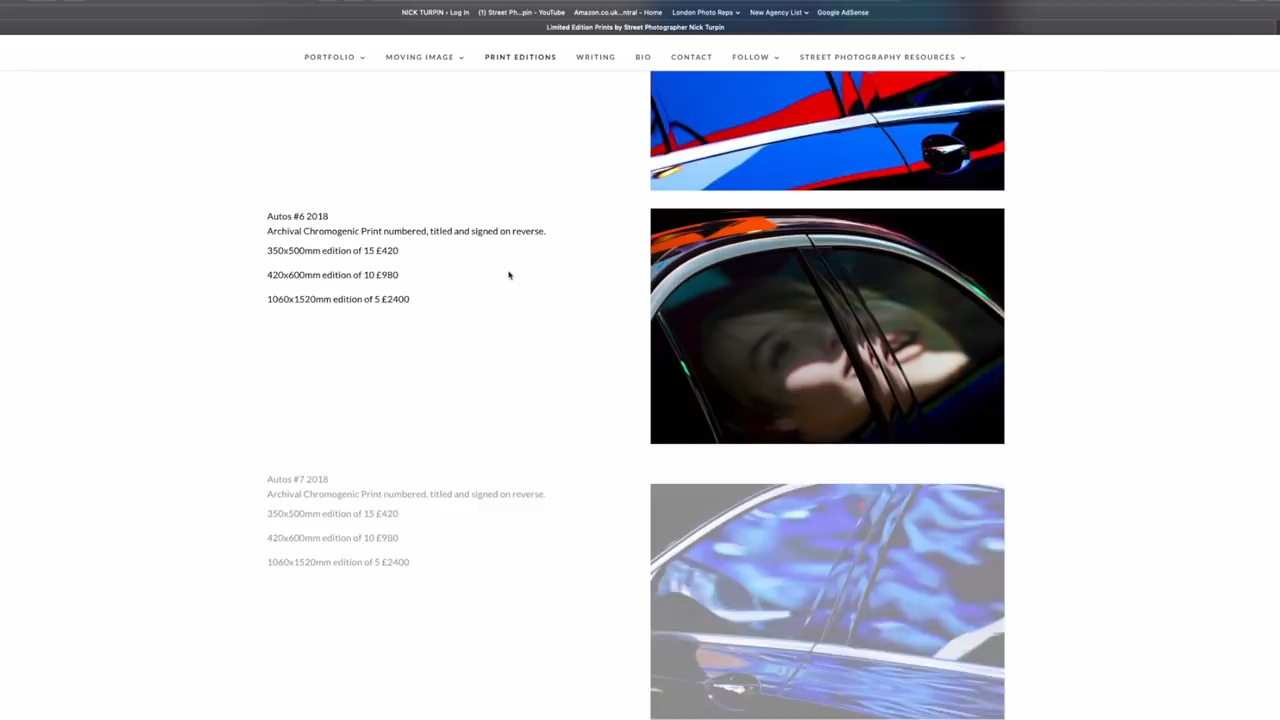 NICK TURPIN › Log In (1) Street Ph...pin - YouTube Amazon.co.uk...ntral - Home London Photo Reps New Agency List Google AdSense
Limited Edition Prints by Street Photographer Nick Turpin
PORTFOLIO MOVING IMAGE PRINT EDITIONS WRITING BIO CONTACT FOLLOW STREET PHOTOGRAPHY RESOURCES
Autos #6 2018
Archival Chromogenic Print numbered, titled and signed on reverse.
350x500mm edition of 15 £420
420x600mm edition of 10 £980
1060x1520mm edition of 5 £2400
Autos #7 2018
Archival Chromogenic Print numbered, titled and signed on reverse.
350x500mm edition of 15 £420
420x600mm edition of 10 £980
1060x1520mm edition of 5 £2400